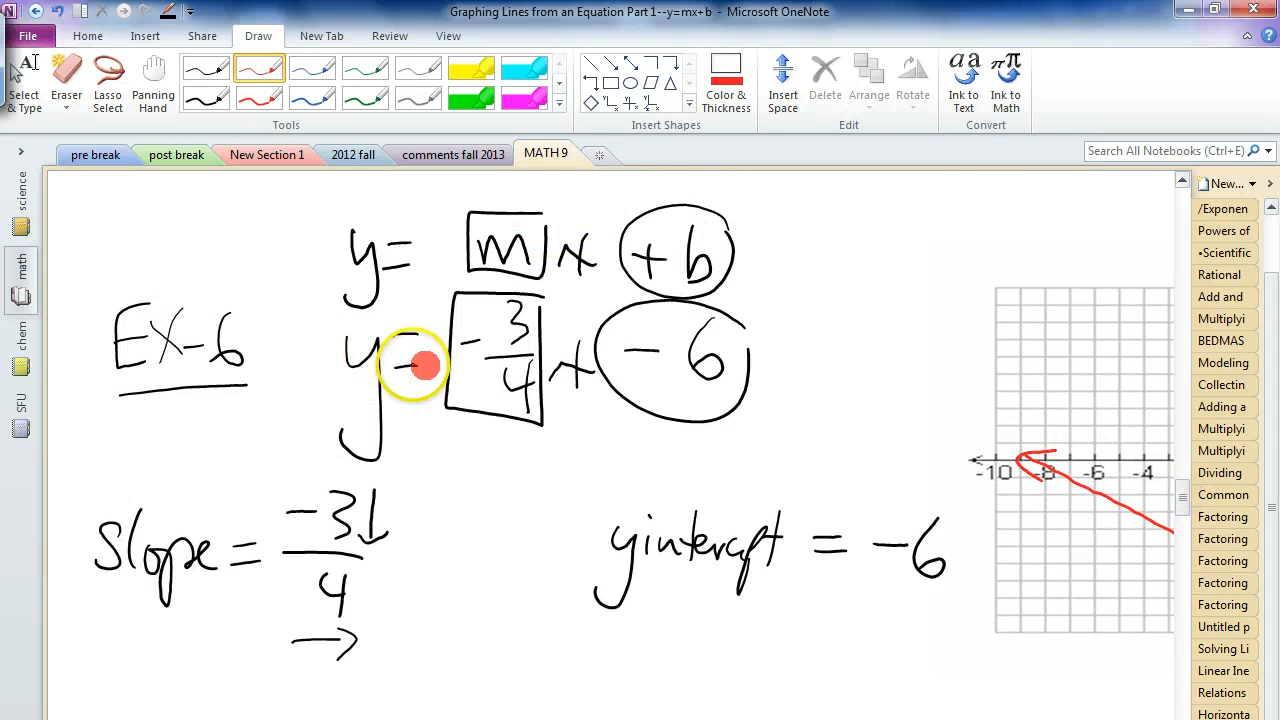 Graphing Lines from an Equation Part 1--y=mx+b - Microsoft OneNote
File Home Insert Share Draw New Tab Review View
Select & Type Eraser Lasso Select Panning Hand Color & Thickness Insert Space Delete Arrange Rotate Ink to Text Ink to Math
Tools Insert Shapes Edit Convert
pre break post break New Section 1 2012 fall comments fall 2013 MATH 9 Search All Notebooks (Ctrl+E)
science
math
chem
SFU
y = mx + b
EX-6
y = -3/4 x - 6
slope = -3↓/4→
y intercept = -6
-10 -8 -6 -4
New...
/Exponen
Powers of
•Scientific
Rational
Add and
Multiplyi
BEDMAS
Modeling
Collectin
Adding a
Multiplyi
Multiplyi
Dividing
Common
Factoring
Factoring
Factoring
Factoring
Factoring
Untitled p
Solving Li
Linear Ine
Relations
Horizonta